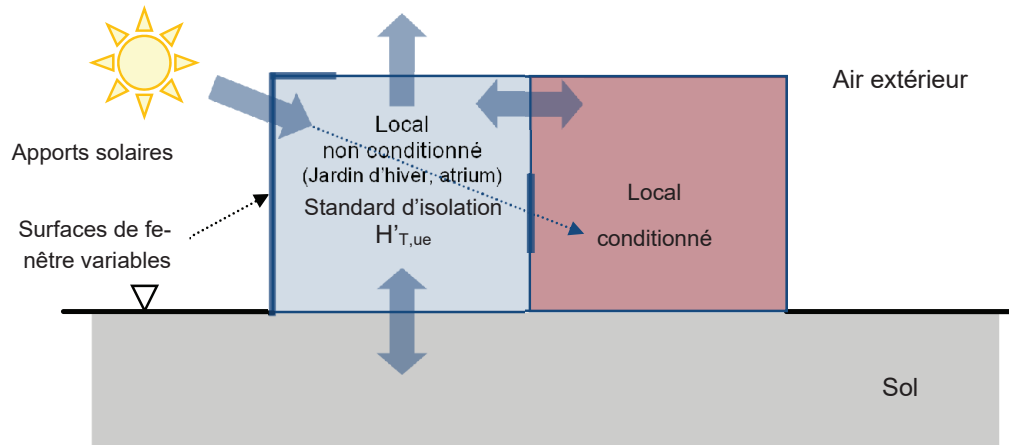 Air extérieur
Apports solaires
Local
non conditionné
(Jardin d'hiver, atrium)
Standard d'isolation
H'T,ue
Surfaces de fe-
nêtre variables
Local
conditionné
Sol